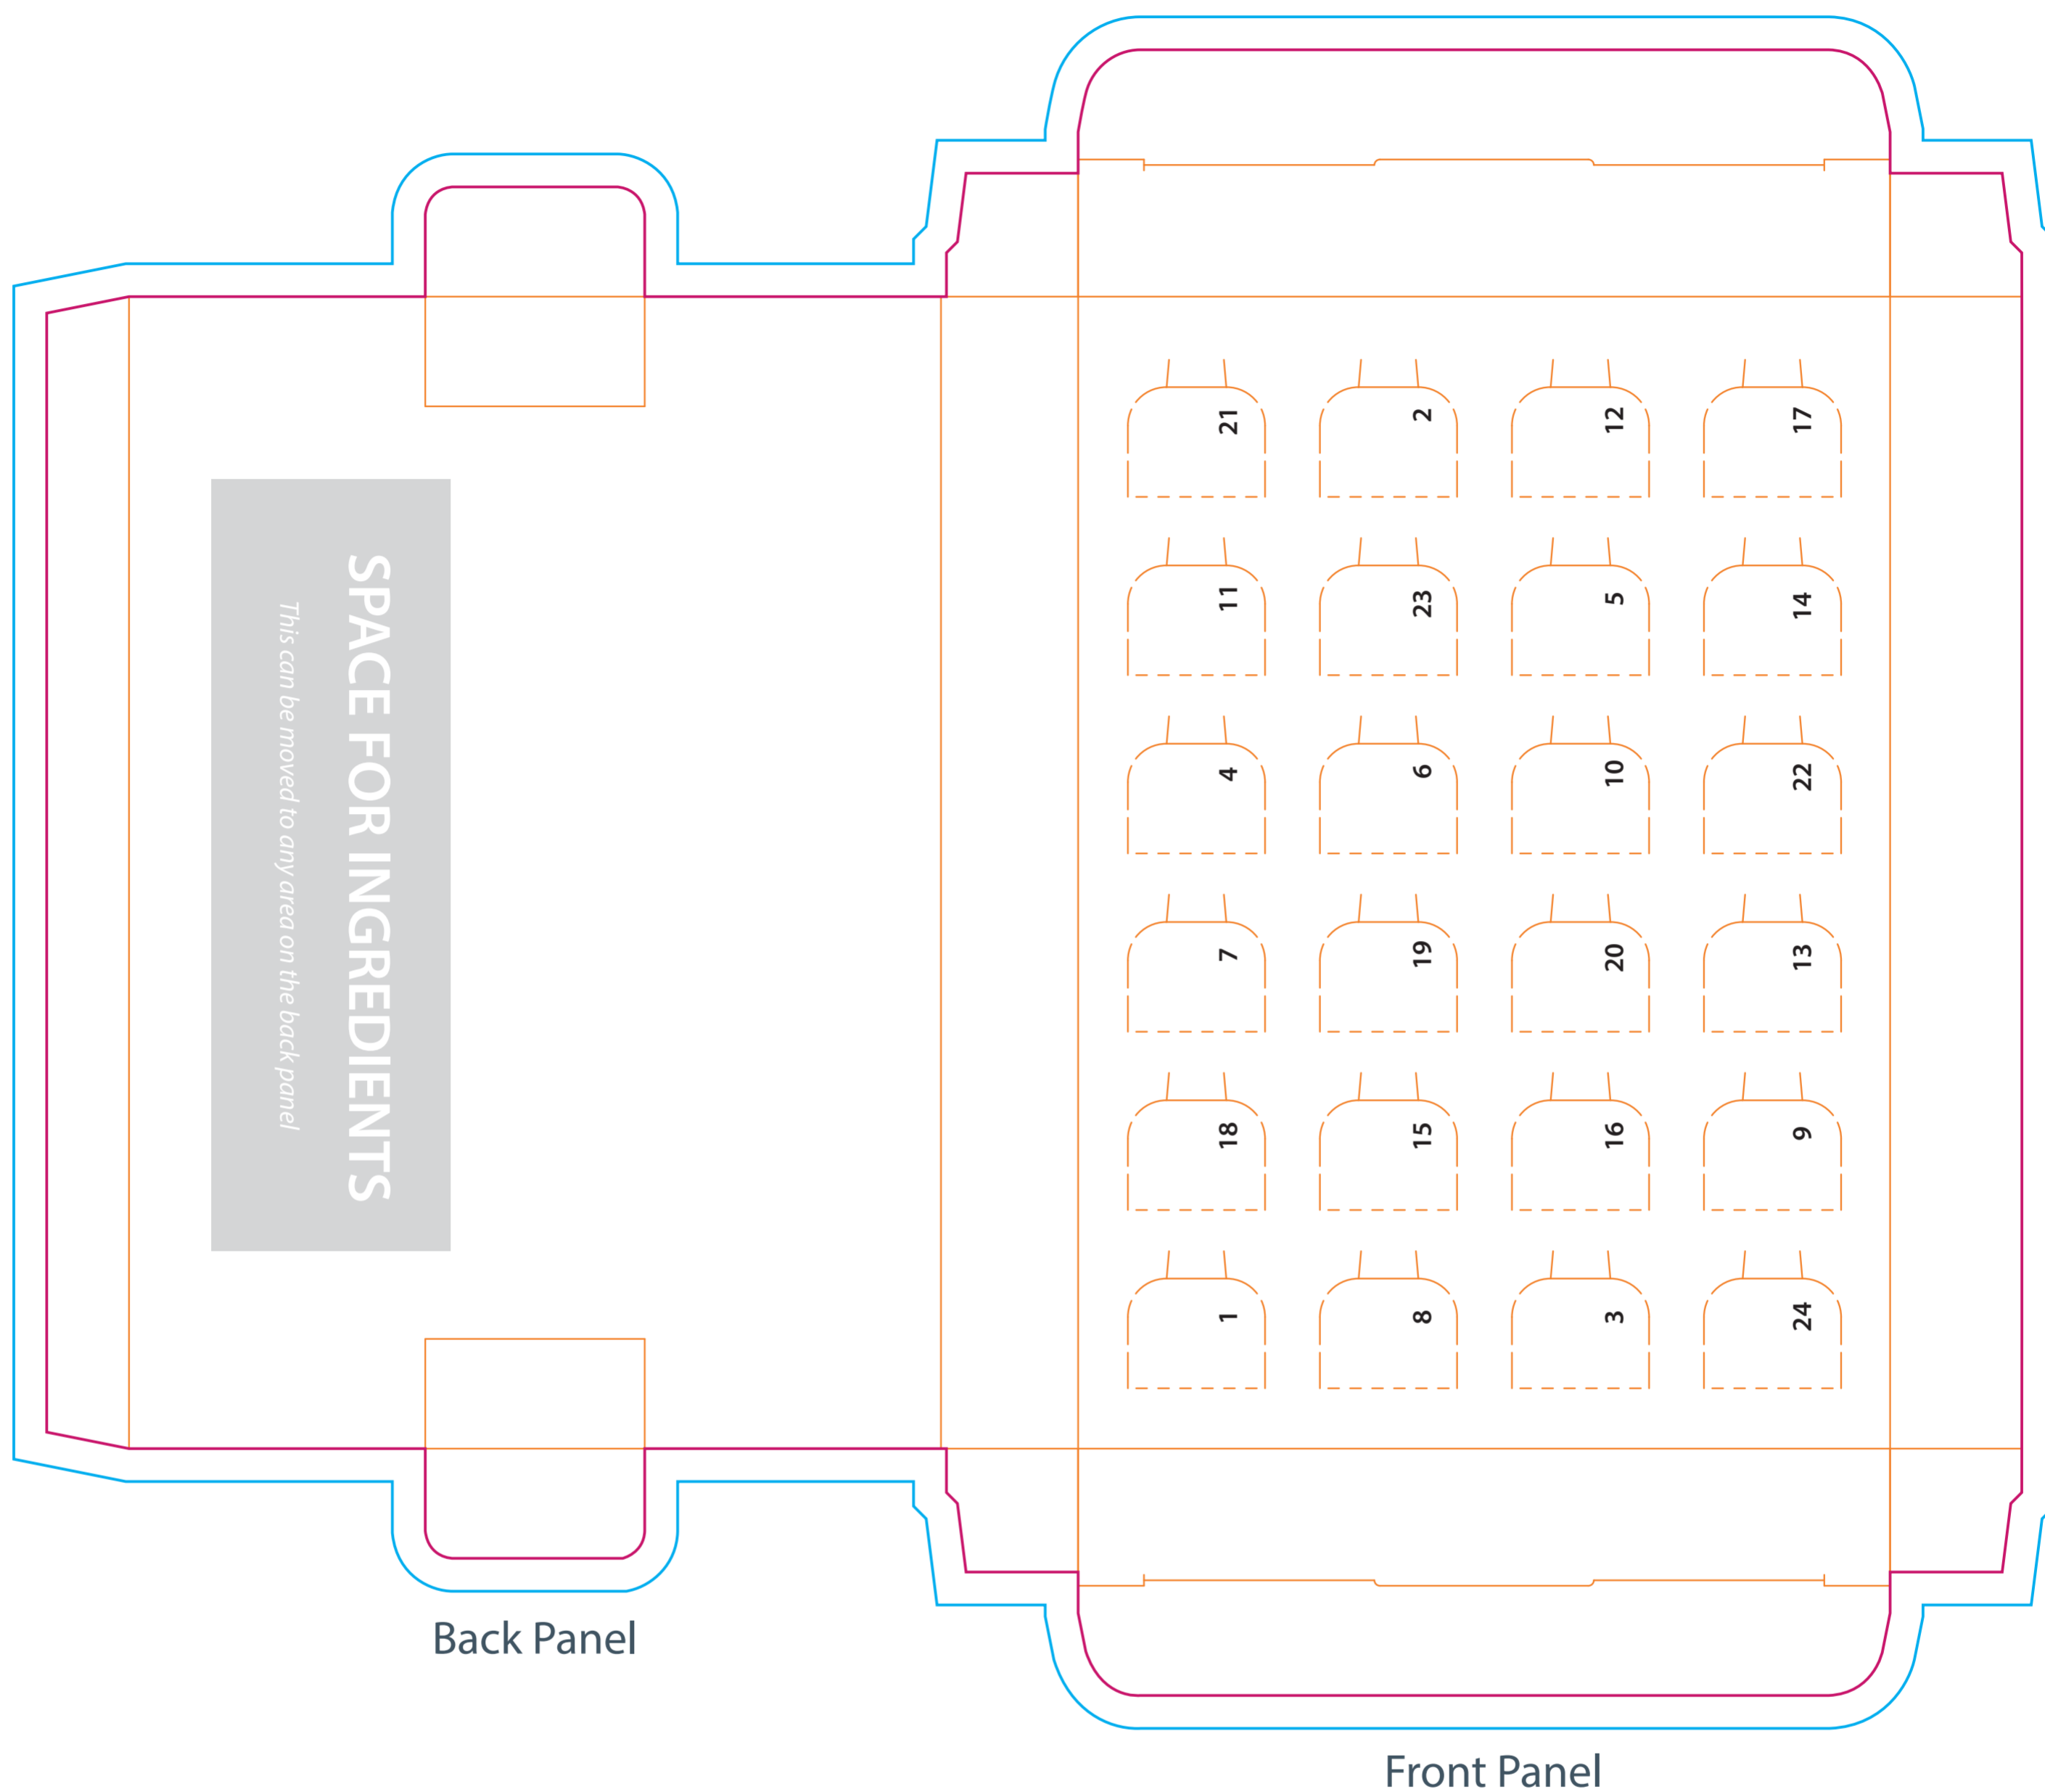 SPACE FOR INGREDIENTS
This can be moved to any area on the back panel
21 2 12 17
11 23 5 14
4 6 10 22
7 19 20 13
18 15 16 9
1 8 3 24
Back Panel
Front Panel